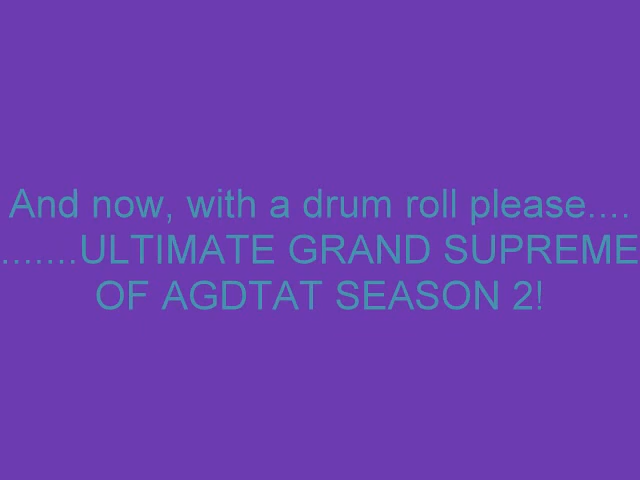 And now, with a drum roll please....
.......ULTIMATE GRAND SUPREME
OF AGDTAT SEASON 2!